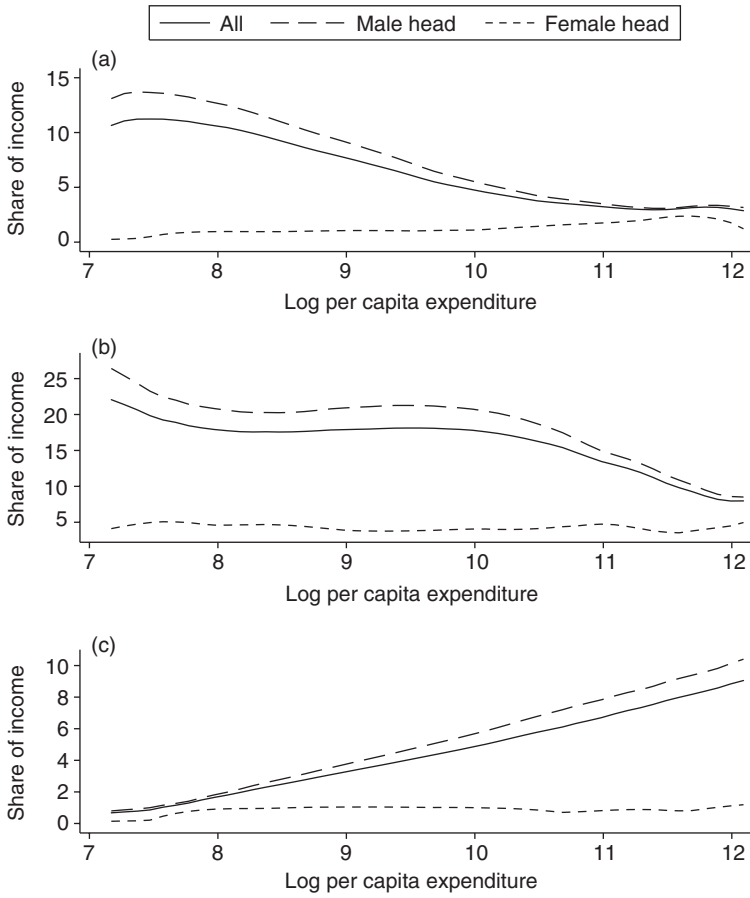 All Male head Female head
(a)
15
10
5
0
Share of income
7 8 9 10 11 12
Log per capita expenditure
(b)
25
20
15
10
5
Share of income
7 8 9 10 11 12
Log per capita expenditure
(c)
10
8
6
4
2
0
Share of income
7 8 9 10 11 12
Log per capita expenditure